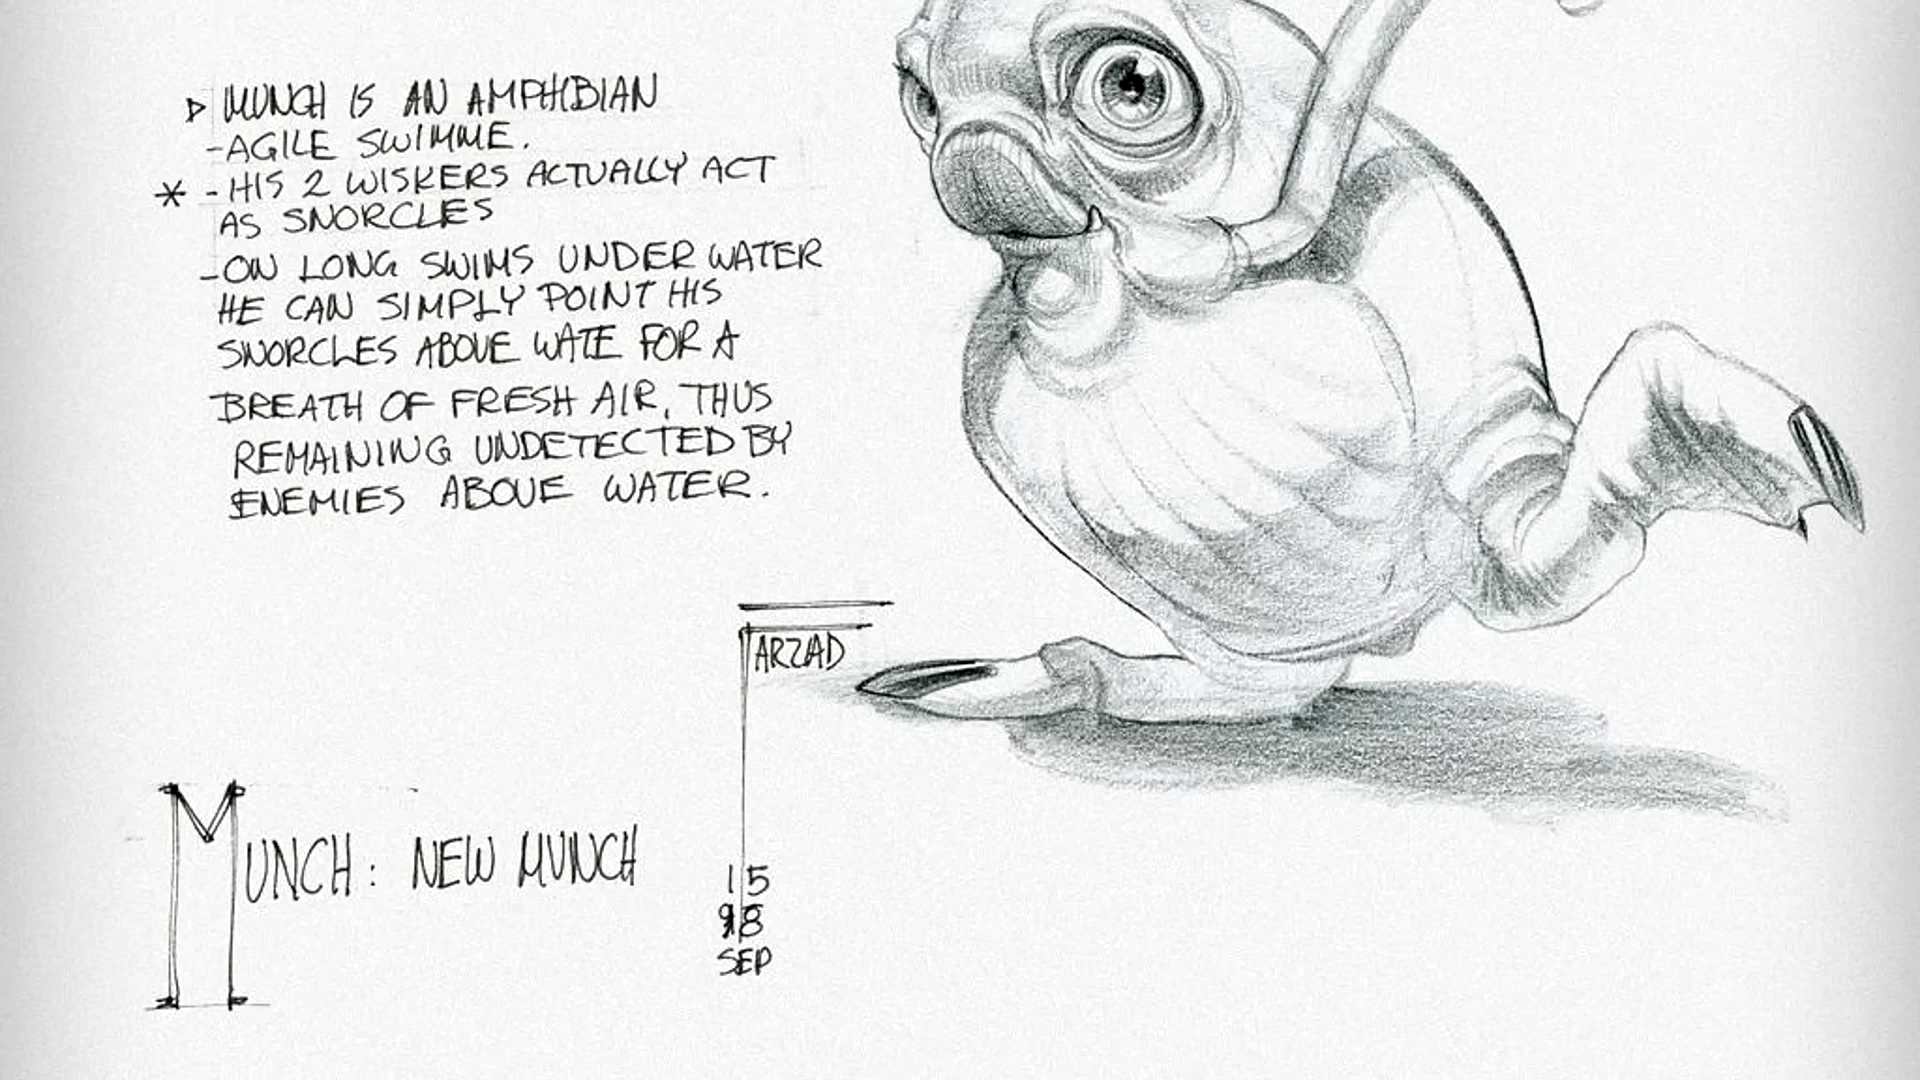 ▷ MUNCH IS AN AMPHIBIAN
- AGILE SWIMME.
* - HIS 2 WISKERS ACTUALLY ACT
AS SNORCLES
- ON LONG SWIMS UNDER WATER
HE CAN SIMPLY POINT HIS
SNORCLES ABOVE WATE FOR A
BREATH OF FRESH AIR, THUS
REMAINING UNDETECTED BY
ENEMIES ABOVE WATER.
ARZAD
MUNCH: NEW MUNCH
15
98
SEP